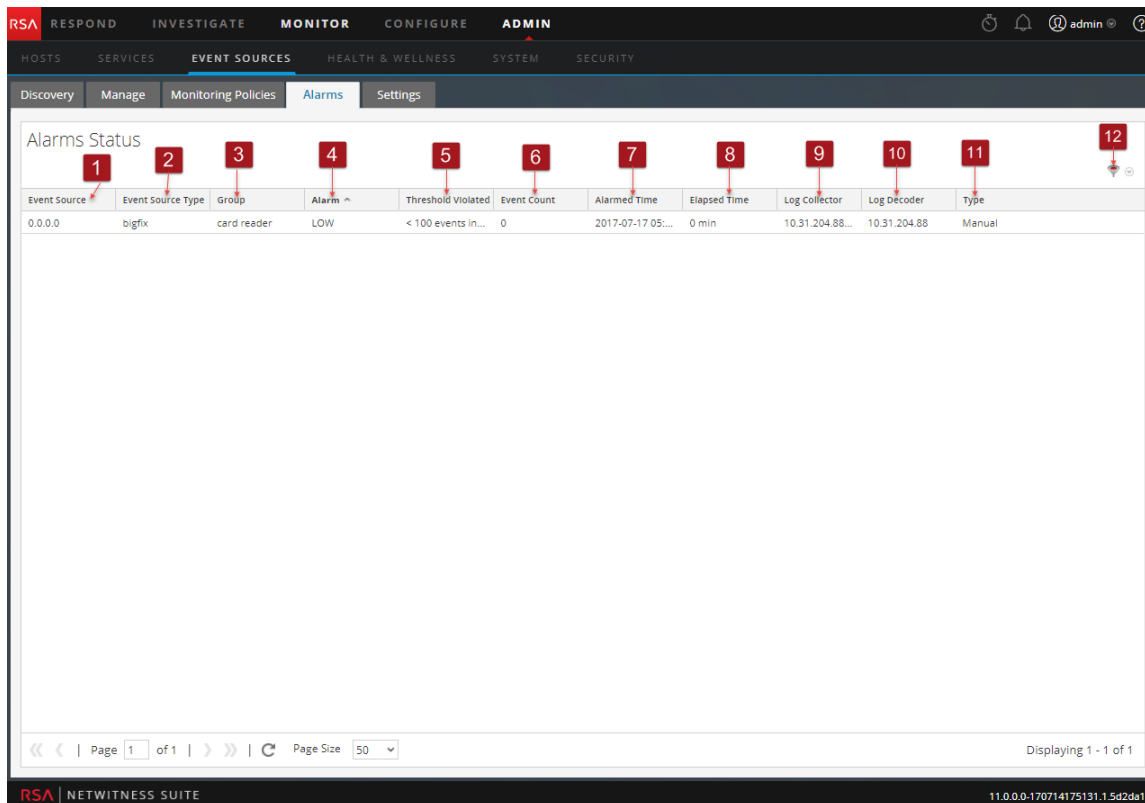 RSA RESPOND INVESTIGATE MONITOR CONFIGURE ADMIN admin ?
HOSTS SERVICES EVENT SOURCES HEALTH & WELLNESS SYSTEM SECURITY
Discovery Manage Monitoring Policies Alarms Settings
Alarms Status
1 2 3 4 5 6 7 8 9 10 11 12
Event Source Event Source Type Group Alarm Threshold Violated Event Count Alarmed Time Elapsed Time Log Collector Log Decoder Type
0.0.0.0 bigfix card reader LOW < 100 events in... 0 2017-07-17 05:... 0 min 10.31.204.88... 10.31.204.88 Manual
Page 1 of 1 Page Size 50 Displaying 1 - 1 of 1
RSA NETWITNESS SUITE 11.0.0.0-170714175131.1.5d2da1